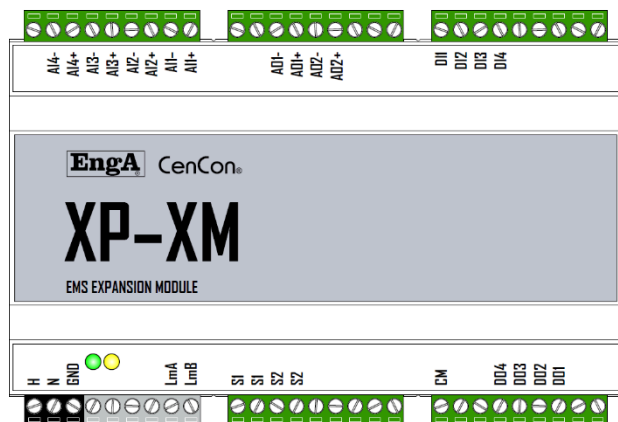 AI4- AI4+ AI3- AI3+ AI2- AI2+ AI1- AI1+ AO1- AO1+ AO2- AO2+ DI1 DI2 DI3 DI4
EngA® CenCon®
XP-XM
EMS EXPANSION MODULE
H N GND LmA LmB S1 S1 S2 S2 CM DO4 DO3 DO2 DO1